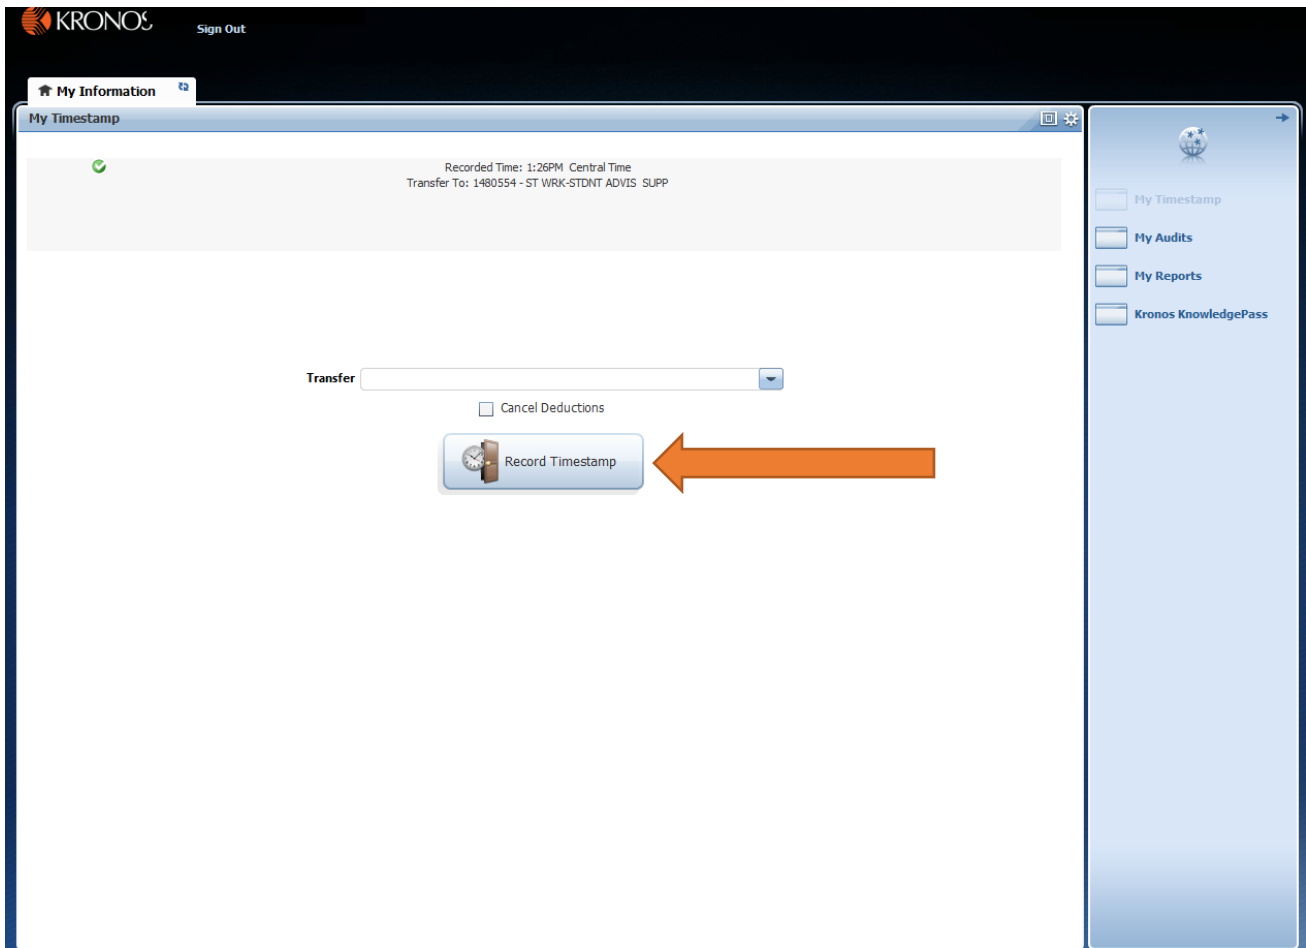 KRONOS
Sign Out
My Information
My Timestamp
Recorded Time: 1:26PM Central Time
Transfer To: 1480554 - ST WRK-STDNT ADVIS SUPP
My Timestamp
My Audits
My Reports
Kronos KnowledgePass
Transfer
Cancel Deductions
Record Timestamp